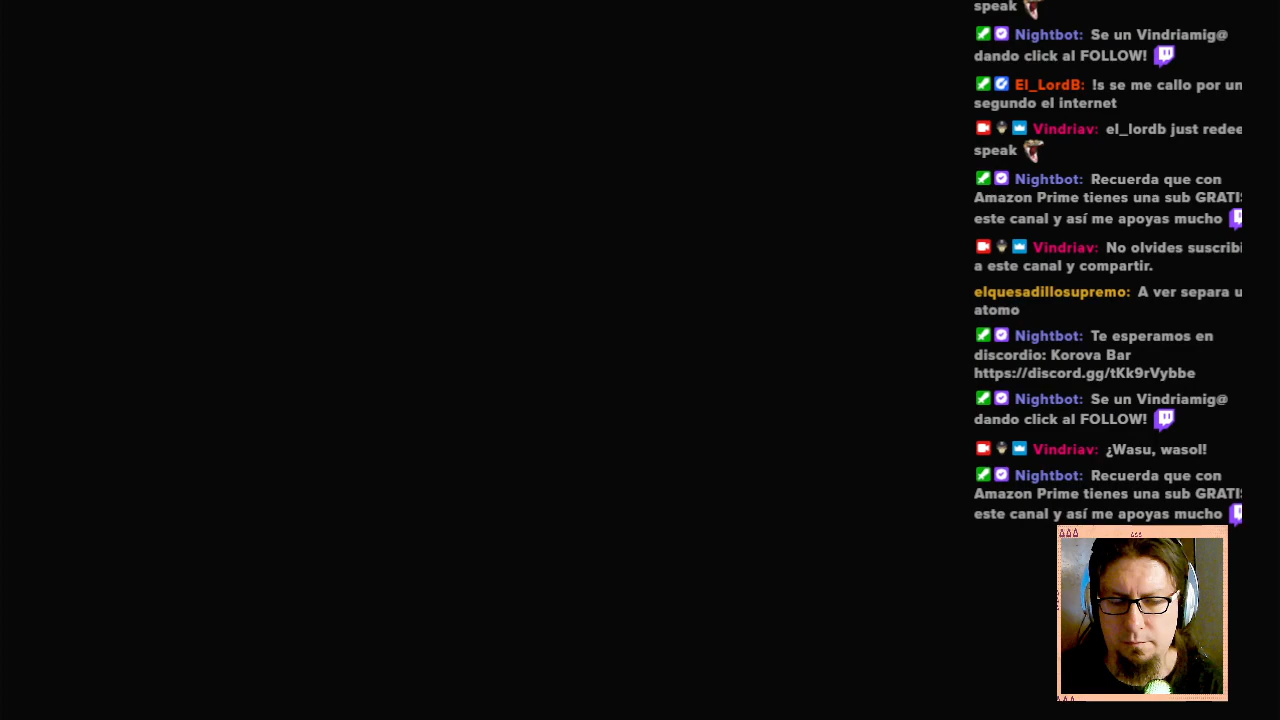 speak
Nightbot: Se un Vindriamig@
dando click al FOLLOW!
El_LordB: !s se me callo por un
segundo el internet
Vindriav: el_lordb just redee
speak
Nightbot: Recuerda que con
Amazon Prime tienes una sub GRATI
este canal y así me apoyas mucho
Vindriav: No olvides suscribi
a este canal y compartir.
elquesadillosupremo: A ver separa u
atomo
Nightbot: Te esperamos en
discordio: Korova Bar
https://discord.gg/tKk9rVybbe
Nightbot: Se un Vindriamig@
dando click al FOLLOW!
Vindriav: ¿Wasu, wasol!
Nightbot: Recuerda que con
Amazon Prime tienes una sub GRATI
este canal y así me apoyas mucho